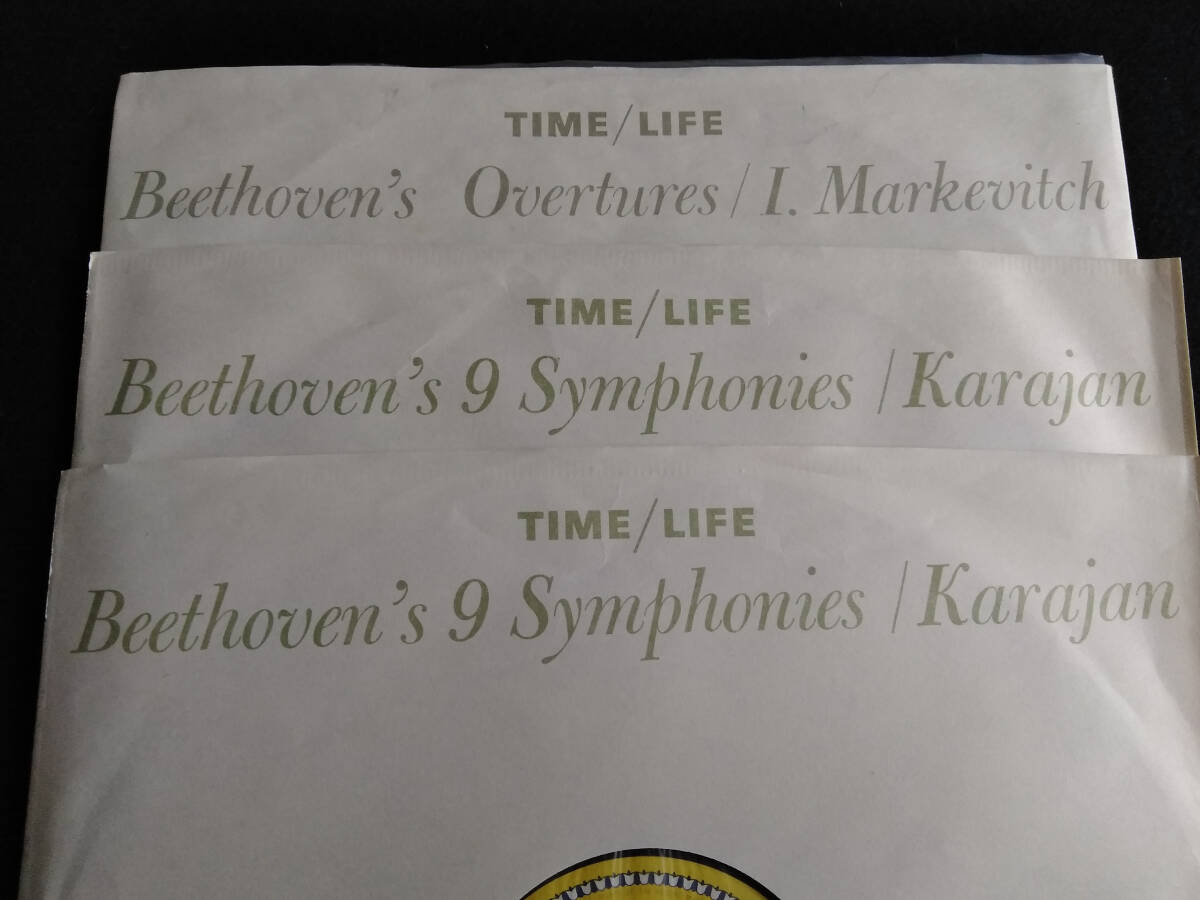 TIME/LIFE
Beethoven's Overtures / I. Markevitch
TIME/LIFE
Beethoven's 9 Symphonies / Karajan
TIME/LIFE
Beethoven's 9 Symphonies / Karajan